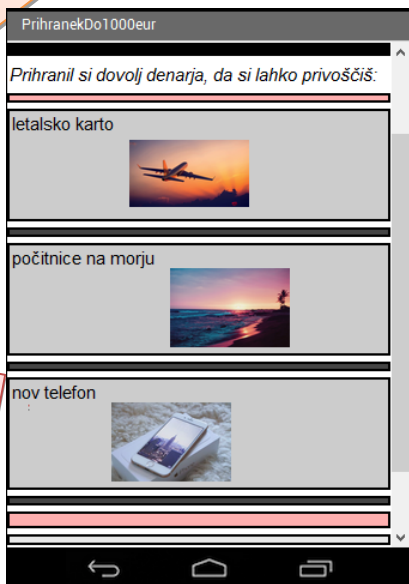 PrihranekDo1000eur
Prihranil si dovolj denarja, da si lahko privoščiš:
letalsko karto
počitnice na morju
nov telefon